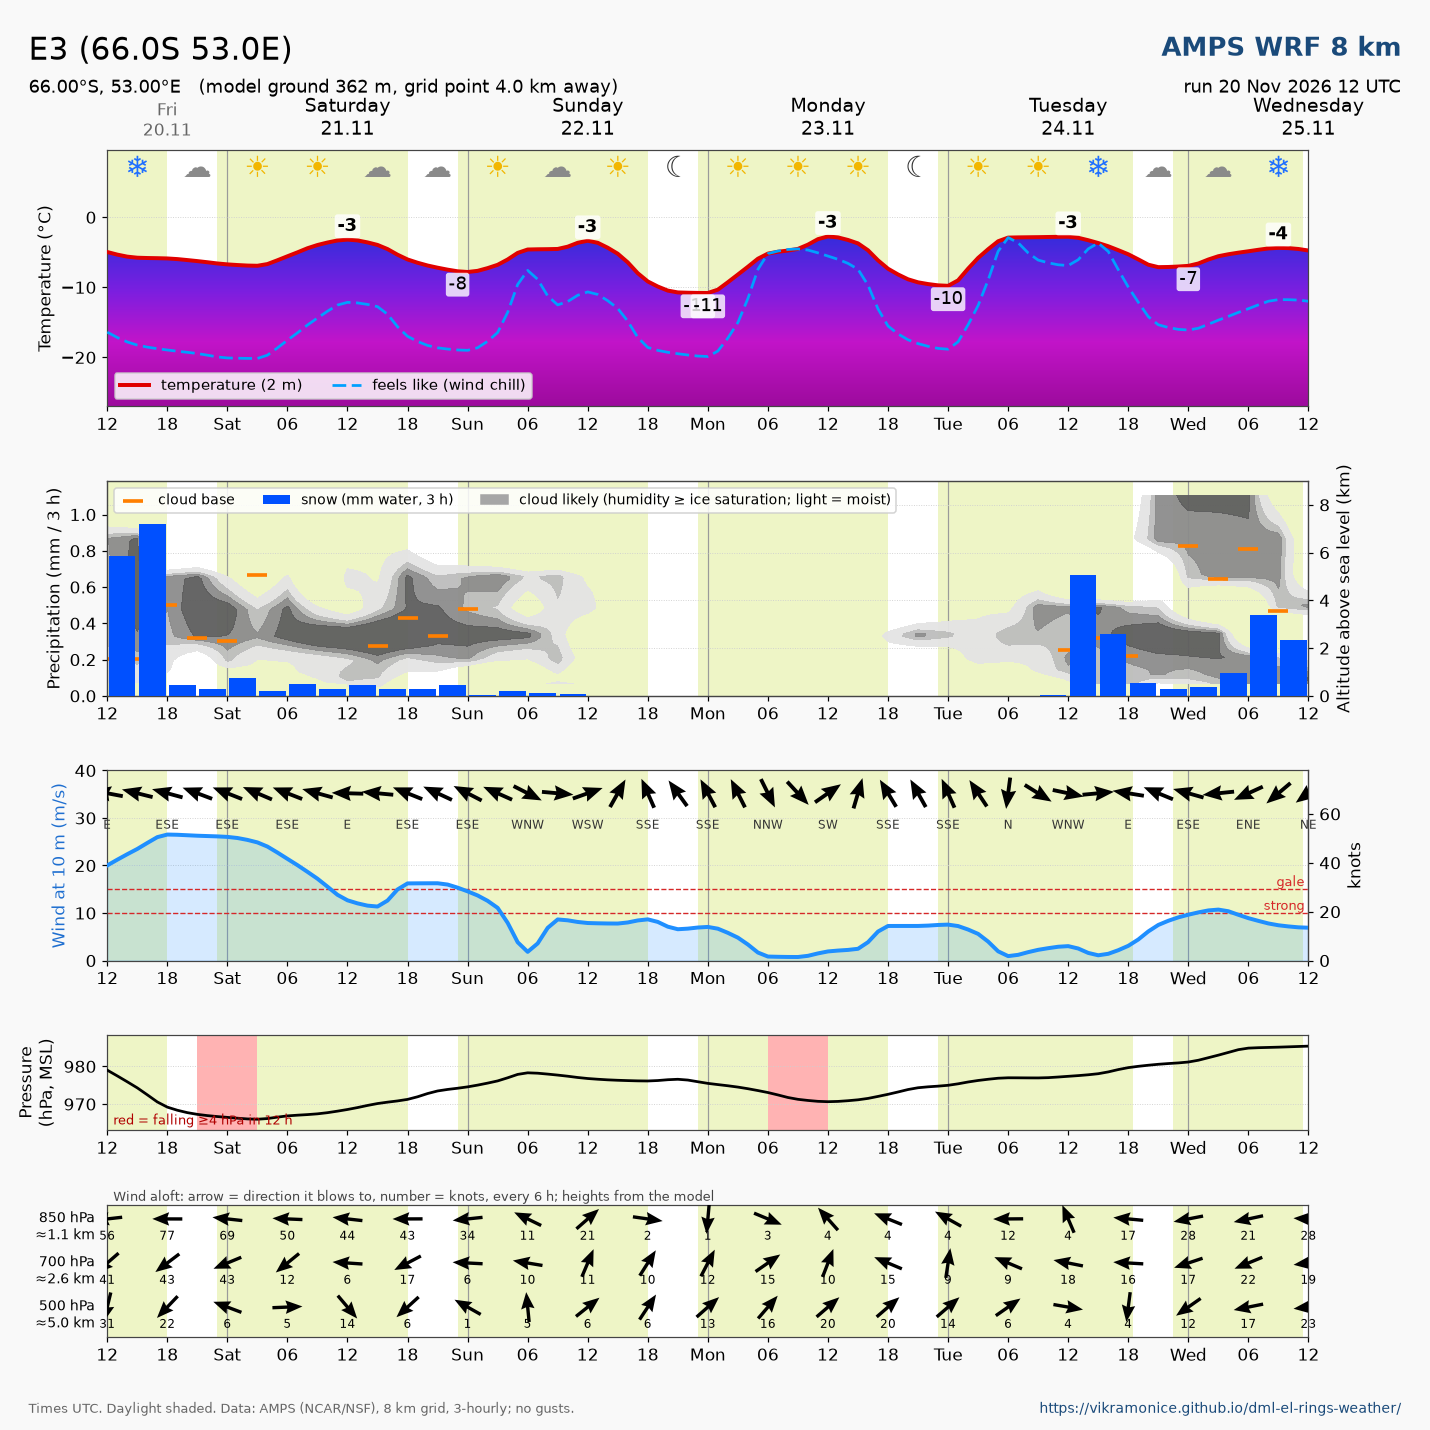 E3 (66.0S 53.0E)
AMPS WRF 8 km
66.00°S, 53.00°E (model ground 362 m, grid point 4.0 km away)
run 20 Nov 2026 12 UTC
Fri Saturday Sunday Monday Tuesday Wednesday
20.11 21.11 22.11 23.11 24.11 25.11
Temperature (°C)
0
−10
−20
-3 -3 -3 -3 -4
-8 -11 -10 -7
temperature (2 m) feels like (wind chill)
12 18 Sat 06 12 18 Sun 06 12 18 Mon 06 12 18 Tue 06 12 18 Wed 06 12
Precipitation (mm / 3 h)
1.0
0.8
0.6
0.4
0.2
0.0
cloud base snow (mm water, 3 h) cloud likely (humidity ≥ ice saturation; light = moist)
Altitude above sea level (km)
8
6
4
2
0
12 18 Sat 06 12 18 Sun 06 12 18 Mon 06 12 18 Tue 06 12 18 Wed 06 12
Wind at 10 m (m/s)
40
30
20
10
0
E ESE ESE ESE E ESE ESE WNW WSW SSE SSE NNW SW SSE SSE N WNW E ESE ENE NE
gale
strong
knots
60
40
20
0
12 18 Sat 06 12 18 Sun 06 12 18 Mon 06 12 18 Tue 06 12 18 Wed 06 12
Pressure
(hPa, MSL)
980
970
red = falling ≥4 hPa in 12 h
12 18 Sat 06 12 18 Sun 06 12 18 Mon 06 12 18 Tue 06 12 18 Wed 06 12
Wind aloft: arrow = direction it blows to, number = knots, every 6 h; heights from the model
850 hPa
≈1.1 km 56 77 69 50 44 43 34 11 21 2 1 3 4 4 4 12 4 17 28 21 28
700 hPa
≈2.6 km 41 43 43 12 6 17 6 10 11 10 12 15 10 15 9 9 18 16 17 22 19
500 hPa
≈5.0 km 31 22 6 5 14 6 1 5 6 6 13 16 20 20 14 6 4 4 12 17 23
12 18 Sat 06 12 18 Sun 06 12 18 Mon 06 12 18 Tue 06 12 18 Wed 06 12
Times UTC. Daylight shaded. Data: AMPS (NCAR/NSF), 8 km grid, 3-hourly; no gusts.
https://vikramonice.github.io/dml-el-rings-weather/